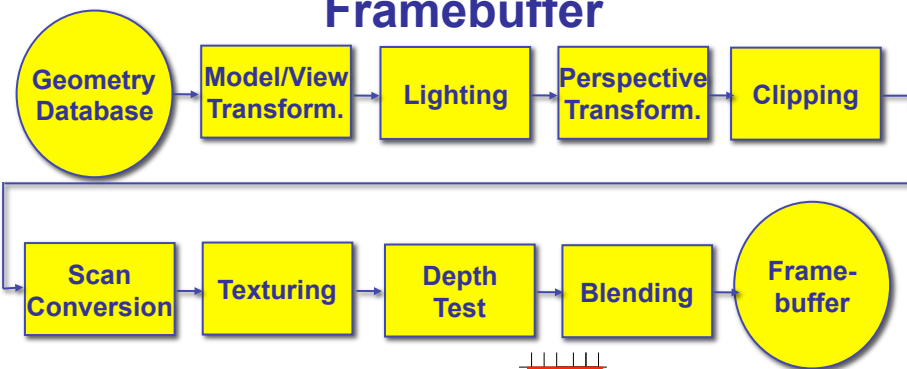 Framebuffer
Geometry
Database
Model/View
Transform.
Lighting
Perspective
Transform.
Clipping
Scan
Conversion
Texturing
Depth
Test
Blending
Frame-
buffer